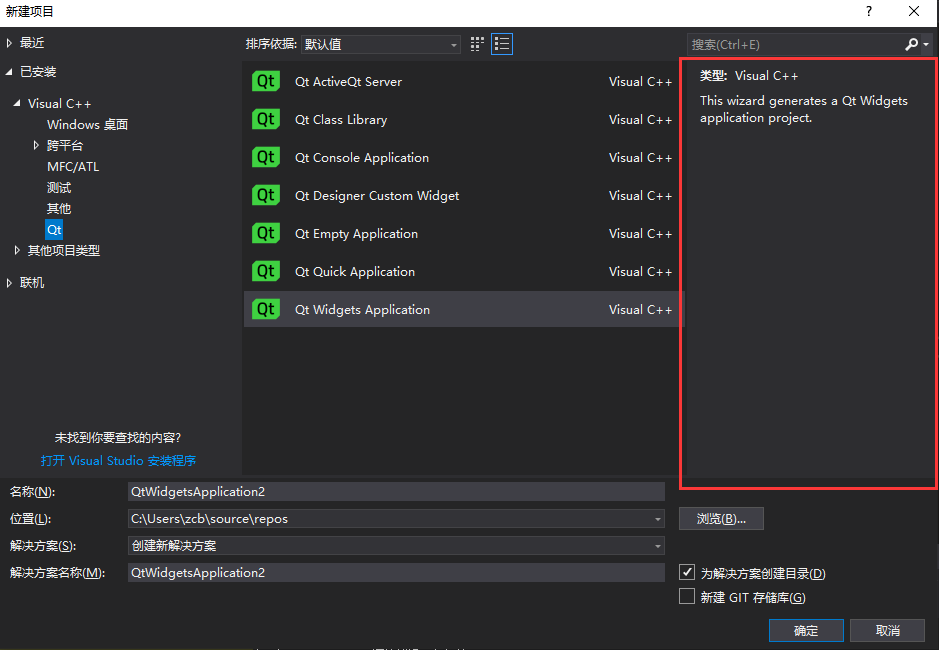 新建项目
?
最近
排序依据: 默认值
搜索(Ctrl+E)
已安装
Visual C++
Windows 桌面
跨平台
MFC/ATL
测试
其他
Qt
其他项目类型
联机
未找到你要查找的内容?
打开 Visual Studio 安装程序
Qt Qt ActiveQt Server Visual C++
Qt Qt Class Library Visual C++
Qt Qt Console Application Visual C++
Qt Qt Designer Custom Widget Visual C++
Qt Qt Empty Application Visual C++
Qt Qt Quick Application Visual C++
Qt Qt Widgets Application Visual C++
类型: Visual C++
This wizard generates a Qt Widgets
application project.
名称(N): QtWidgetsApplication2
位置(L): C:\Users\zcb\source\repos
浏览(B)...
解决方案(S): 创建新解决方案
解决方案名称(M): QtWidgetsApplication2
为解决方案创建目录(D)
新建 GIT 存储库(G)
确定
取消